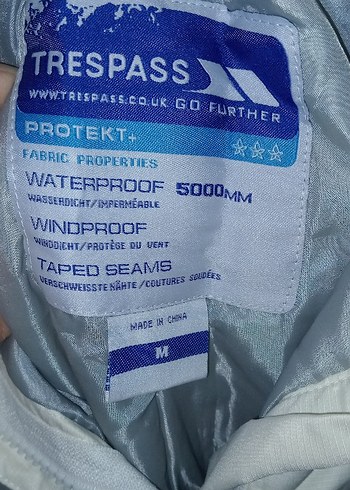 TRESPASS
WWW.TRESPASS.CO.UK GO FURTHER
PROTEKT+
FABRIC PROPERTIES
WATERPROOF 5000MM
WASSERDICHT/IMPERMÉABLE
WINDPROOF
WINDDICHT/PROTÈGE DU VENT
TAPED SEAMS
VERSCHWEISSTE NÄHTE/COUTURES SOUDÉES
MADE IN CHINA
M